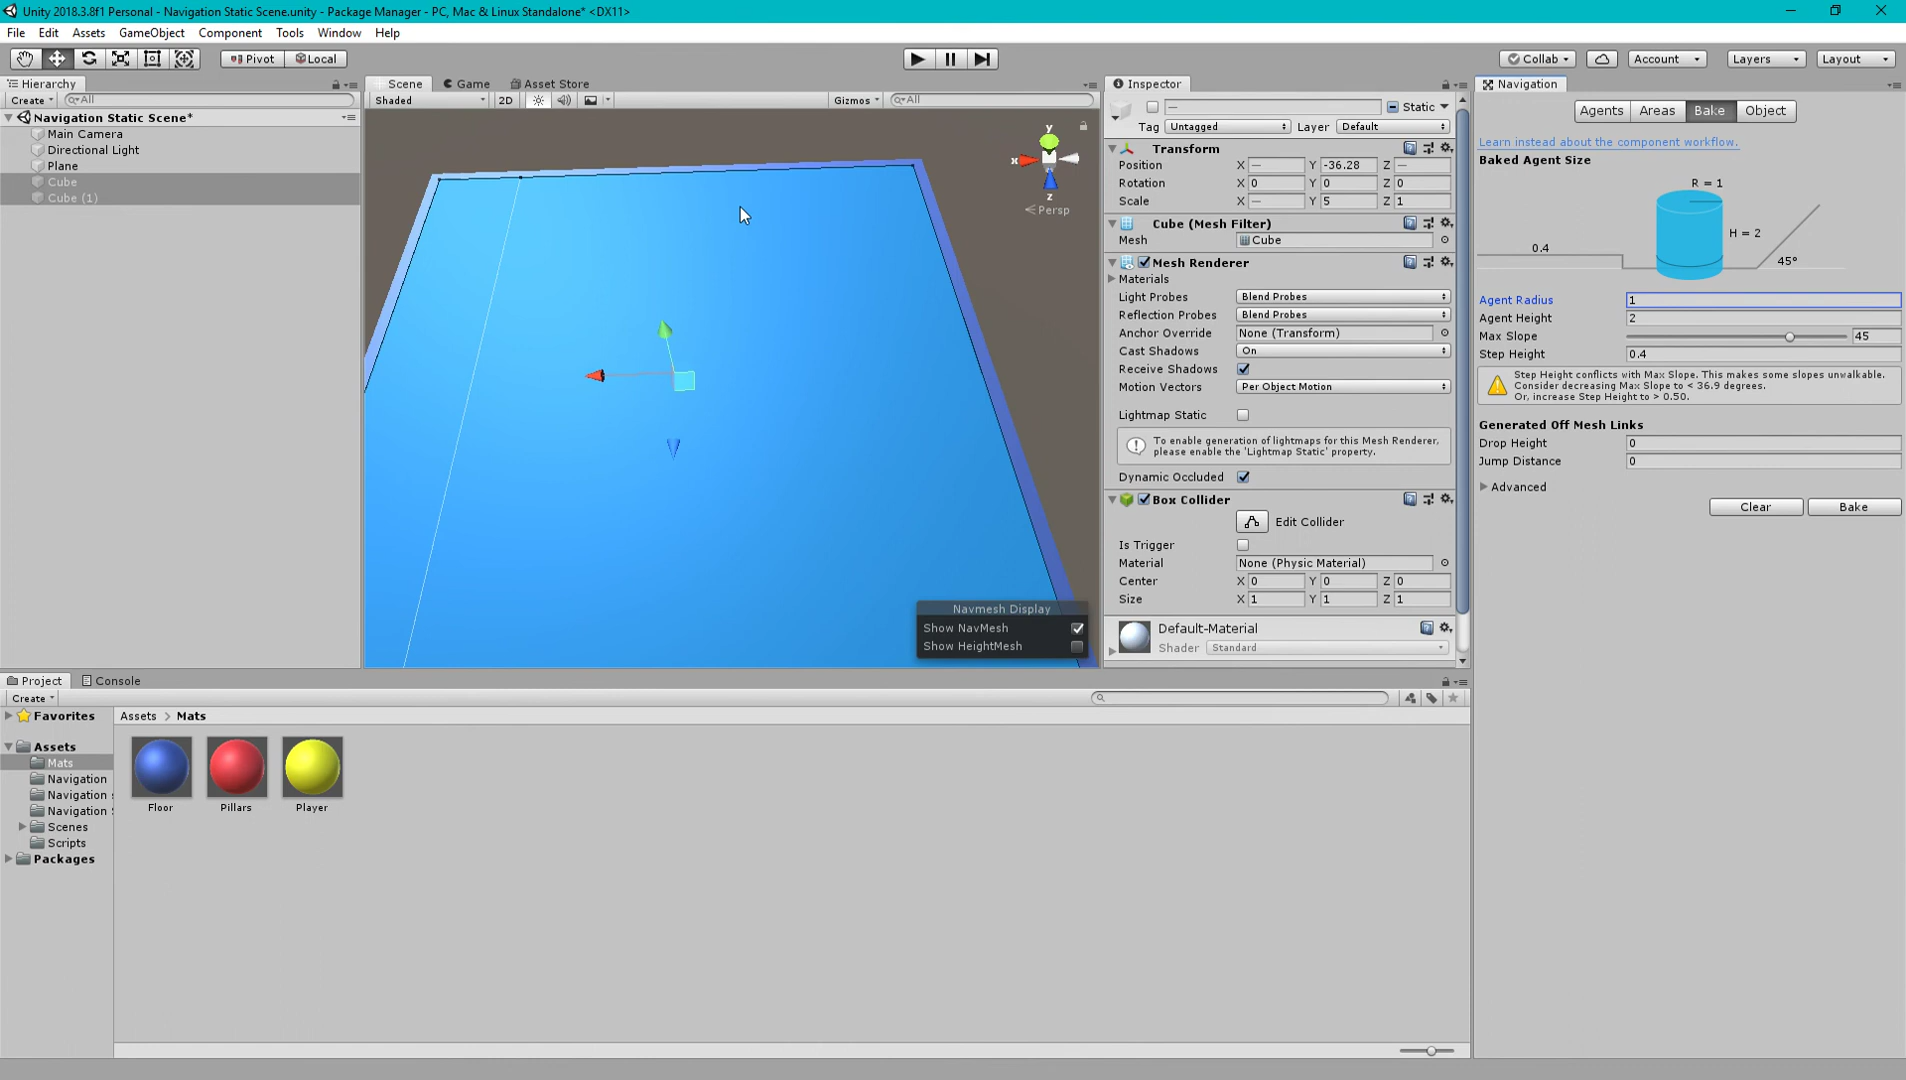 Unity 2018.3.8f1 Personal - Navigation Static Scene.unity - Package Manager - PC, Mac & Linux Standalone* <DX11>
File Edit Assets GameObject Component Tools Window Help
Pivot Local Collab Account Layers Layout
Hierarchy
Create All
Navigation Static Scene*
Main Camera
Directional Light
Plane
Cube
Cube (1)
Scene Game Asset Store
Shaded 2D Gizmos All
y
x
z
Persp
Navmesh Display
Show NavMesh
Show HeightMesh
Inspector
— Static
Tag Untagged Layer Default
Transform
Position X — Y -36.28 Z —
Rotation X 0 Y 0 Z 0
Scale X — Y 5 Z 1
Cube (Mesh Filter)
Mesh Cube
Mesh Renderer
Materials
Light Probes Blend Probes
Reflection Probes Blend Probes
Anchor Override None (Transform)
Cast Shadows On
Receive Shadows
Motion Vectors Per Object Motion
Lightmap Static
To enable generation of lightmaps for this Mesh Renderer,
please enable the 'Lightmap Static' property.
Dynamic Occluded
Box Collider
Edit Collider
Is Trigger
Material None (Physic Material)
Center X 0 Y 0 Z 0
Size X 1 Y 1 Z 1
Default-Material
Shader Standard
Navigation
Agents Areas Bake Object
Learn instead about the component workflow.
Baked Agent Size
R = 1
H = 2
0.4
45°
Agent Radius 1
Agent Height 2
Max Slope 45
Step Height 0.4
Step Height conflicts with Max Slope. This makes some slopes unwalkable.
Consider decreasing Max Slope to < 36.9 degrees.
Or, increase Step Height to > 0.50.
Generated Off Mesh Links
Drop Height 0
Jump Distance 0
Advanced
Clear Bake
Project Console
Create
Favorites
Assets
Mats
Navigation
Navigation
Navigation
Scenes
Scripts
Packages
Assets > Mats
Floor Pillars Player